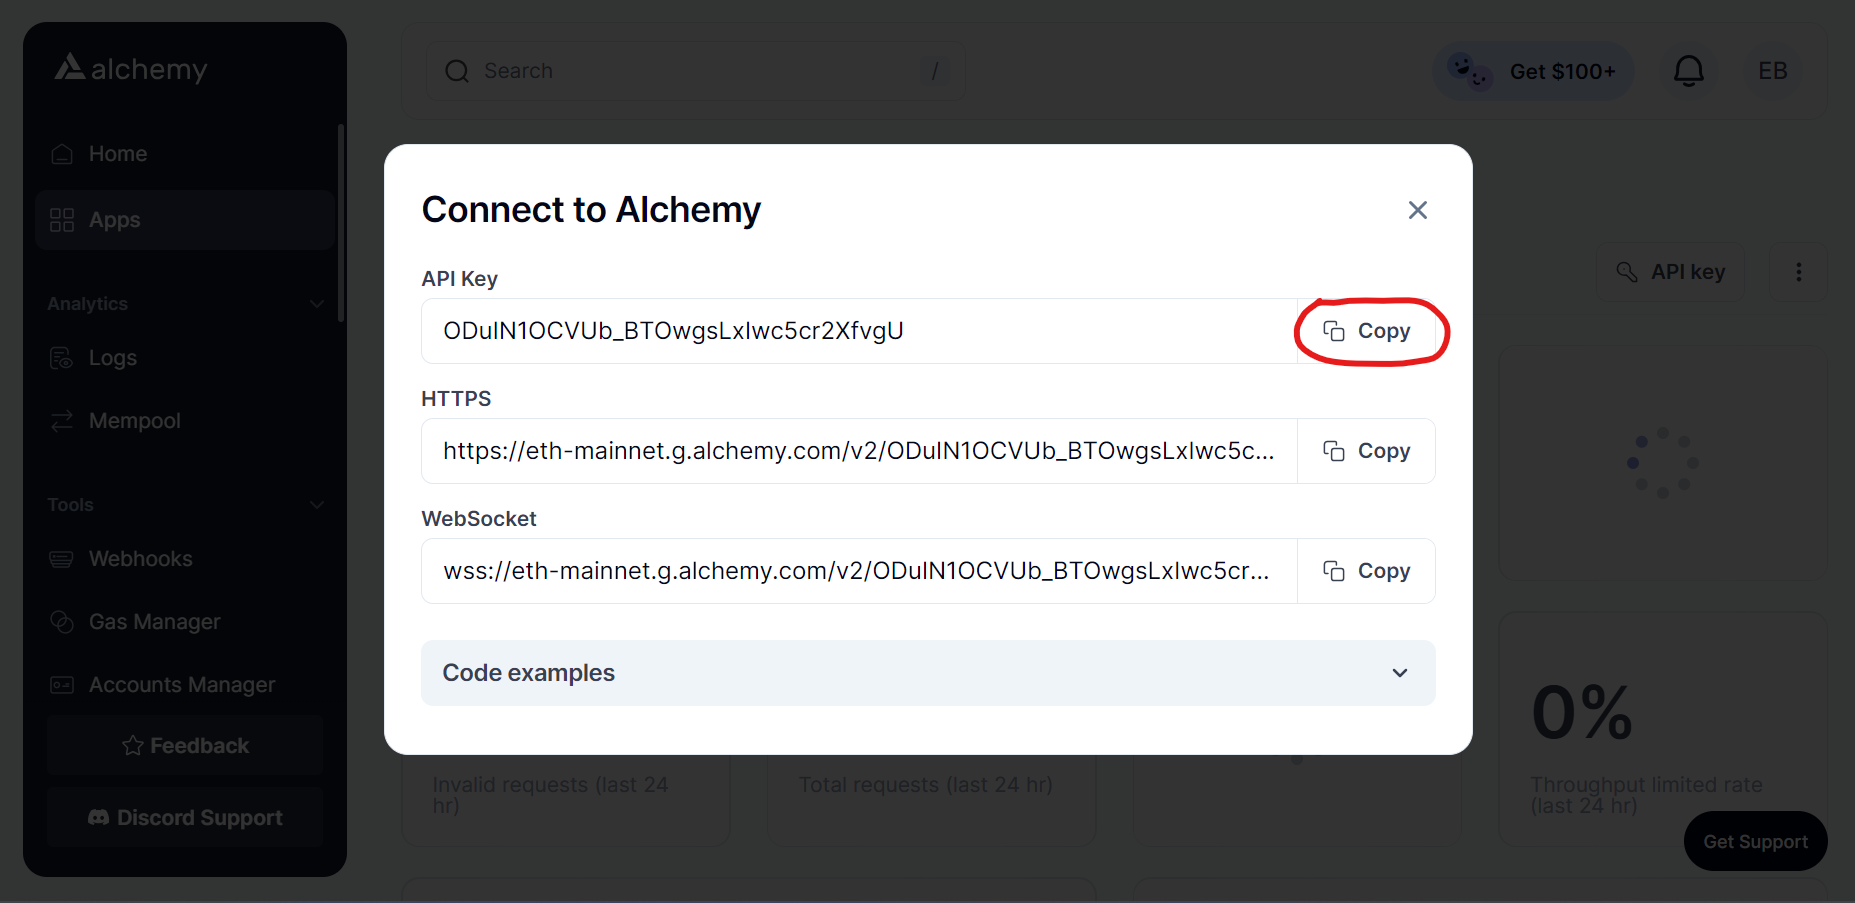 alchemy
Search
/
Get $100+
EB
Home
Apps
Analytics
Logs
Mempool
Tools
Webhooks
Gas Manager
Accounts Manager
Feedback
Discord Support
API key
Connect to Alchemy
API Key
ODulN1OCVUb_BTOwgsLxIwc5cr2XfvgU
Copy
HTTPS
https://eth-mainnet.g.alchemy.com/v2/ODulN1OCVUb_BTOwgsLxIwc5c...
Copy
WebSocket
wss://eth-mainnet.g.alchemy.com/v2/ODulN1OCVUb_BTOwgsLxIwc5cr...
Copy
Code examples
Invalid requests (last 24
hr)
Total requests (last 24 hr)
0%
Throughput limited rate
(last 24 hr)
Get Support